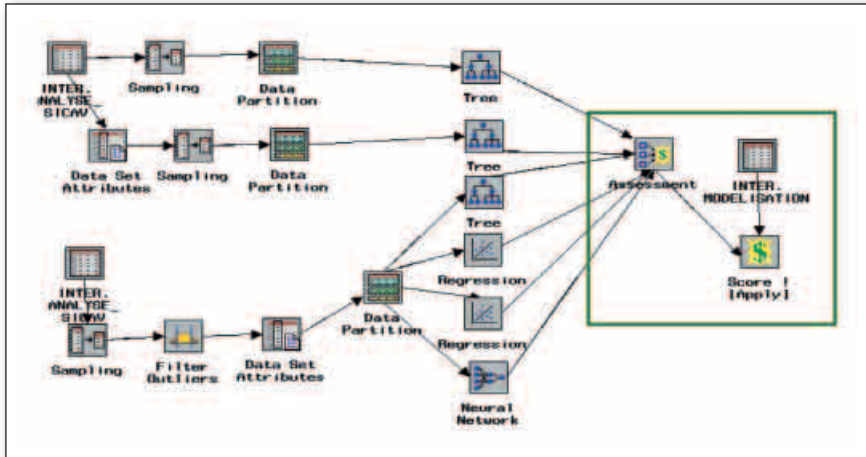 INTER.
ANALYSE_
SICAV
Sampling
Data
Partition
Tree
Data Set
Attributes
Sampling
Data
Partition
Tree
Tree
Assessment
INTER.
MODELISATION
Score !
[Apply]
INTER.
ANALYSE_
SICAV
Sampling
Filter
Outliers
Data Set
Attributes
Data
Partition
Regression
Regression
Neural
Network